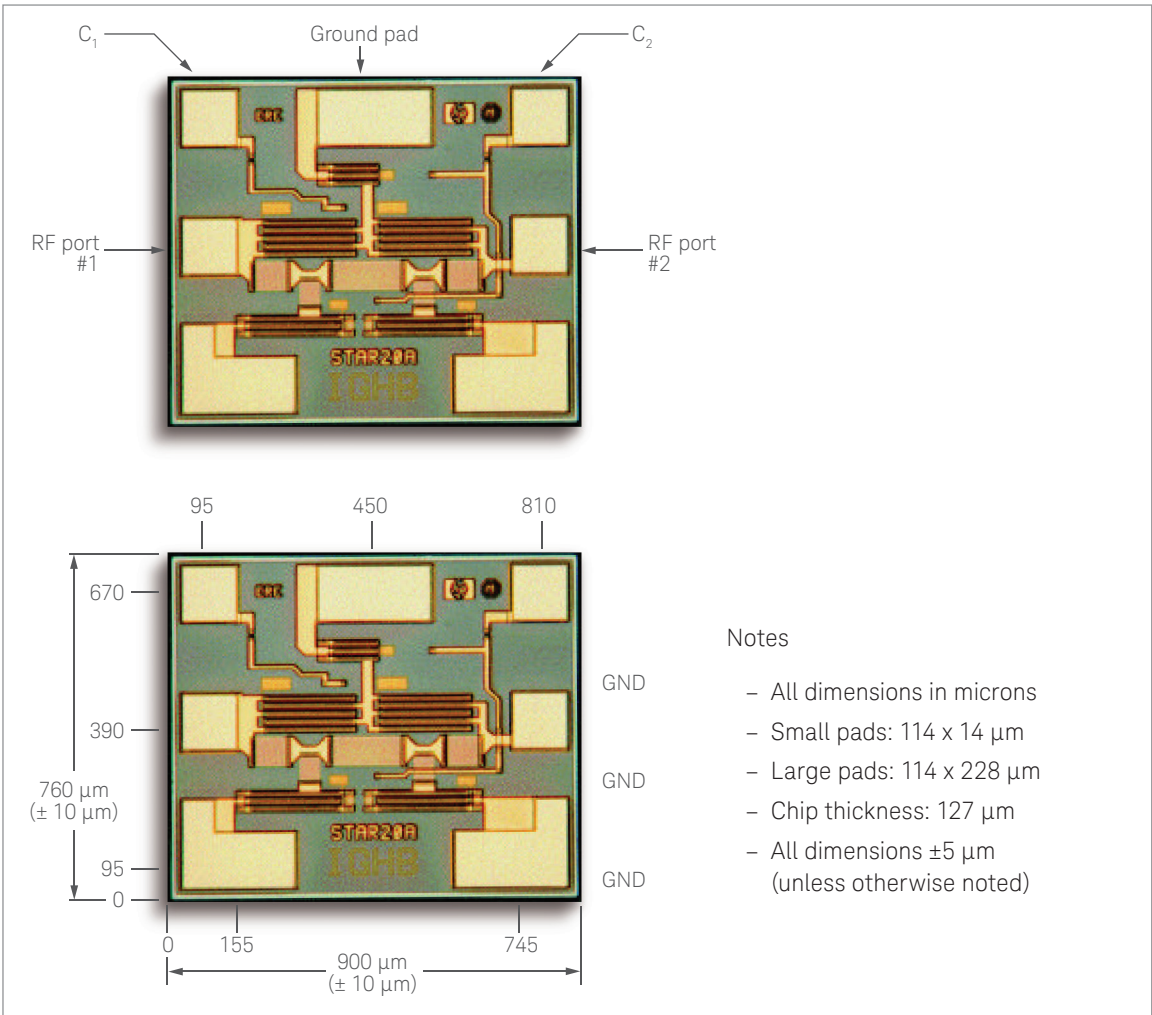 C₁
Ground pad
C₂
RF port
#1
RF port
#2
STAR20A
IGHB
95 450 810
670
390
760 µm
(± 10 µm)
95
0
STAR20A
IGHB
0 155 745
900 µm
(± 10 µm)
GND
GND
GND
Notes
– All dimensions in microns
– Small pads: 114 x 14 µm
– Large pads: 114 x 228 µm
– Chip thickness: 127 µm
– All dimensions ±5 µm
(unless otherwise noted)